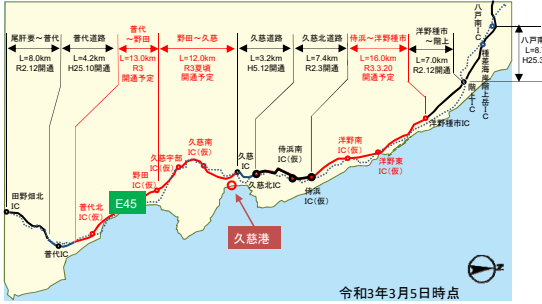 尾肝要～普代
L=8.0km
R2.12開通
普代道路
L=4.2km
H25.10開通
普代
～野田
L=13.0km
R3
開通予定
野田～久慈
L=12.0km
R3夏頃
開通予定
久慈道路
L=3.2km
H5.12開通
久慈北道路
L=7.4km
R2.3開通
侍浜～洋野種市
L=16.0km
R3.3.20
開通予定
洋野種市
～階上
L=7.0km
R2.12開通
八戸南IC
八戸南
L=8.
H25.3
種差海岸階上岳IC
階上IC
洋野種市IC
洋野東
IC(仮)
洋野南
IC(仮)
侍浜
IC(仮)
侍浜南
IC(仮)
久慈北IC
久慈
IC
久慈南
IC(仮)
久慈宇部
IC(仮)
野田
IC(仮)
E45
普代北
IC(仮)
普代IC
田野畑北
IC
久慈港
令和3年3月5日時点